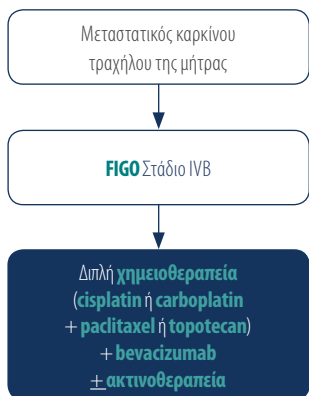 Μεταστατικός καρκίνου
τραχήλου της μήτρας
FIGO Στάδιο IVB
Διπλή χημειοθεραπεία
(cisplatin ή carboplatin
+ paclitaxel ή topotecan)
+ bevacizumab
± ακτινοθεραπεία